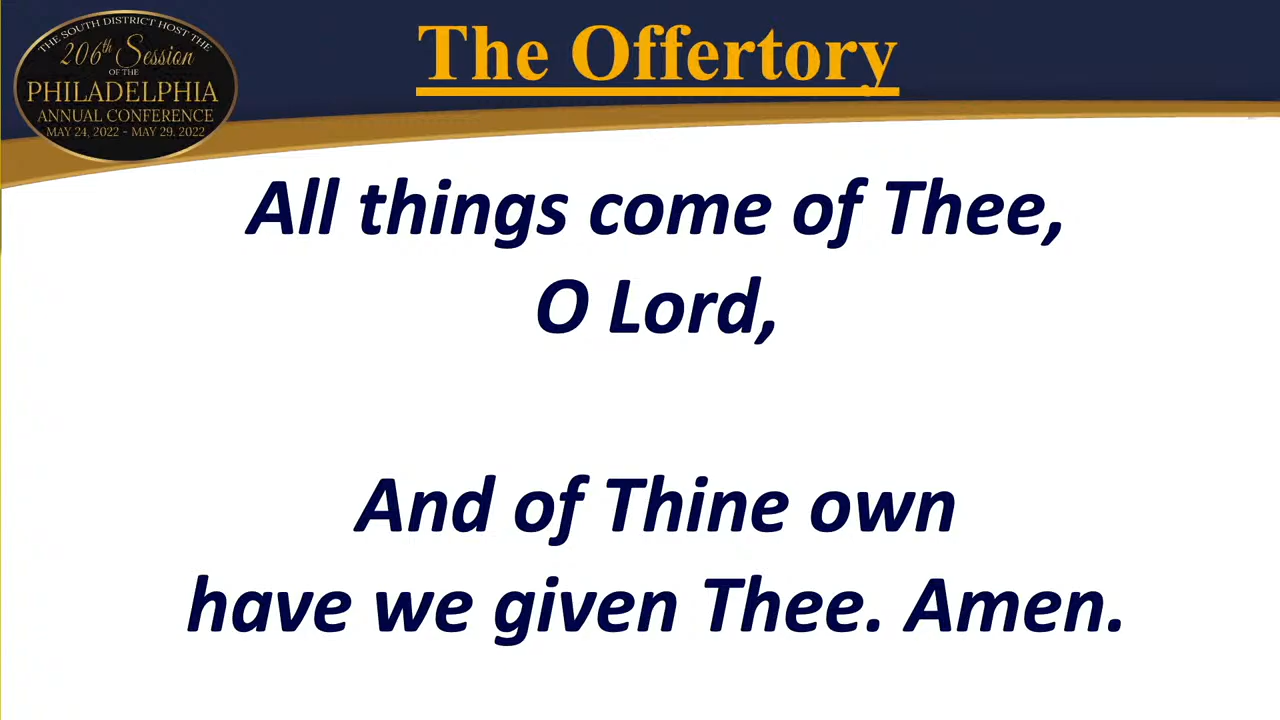 THE SOUTH DISTRICT HOST THE
206th Session
OF THE
PHILADELPHIA
ANNUAL CONFERENCE
MAY 24, 2022 - MAY 29, 2022
The Offertory
All things come of Thee,
O Lord,
And of Thine own
have we given Thee. Amen.